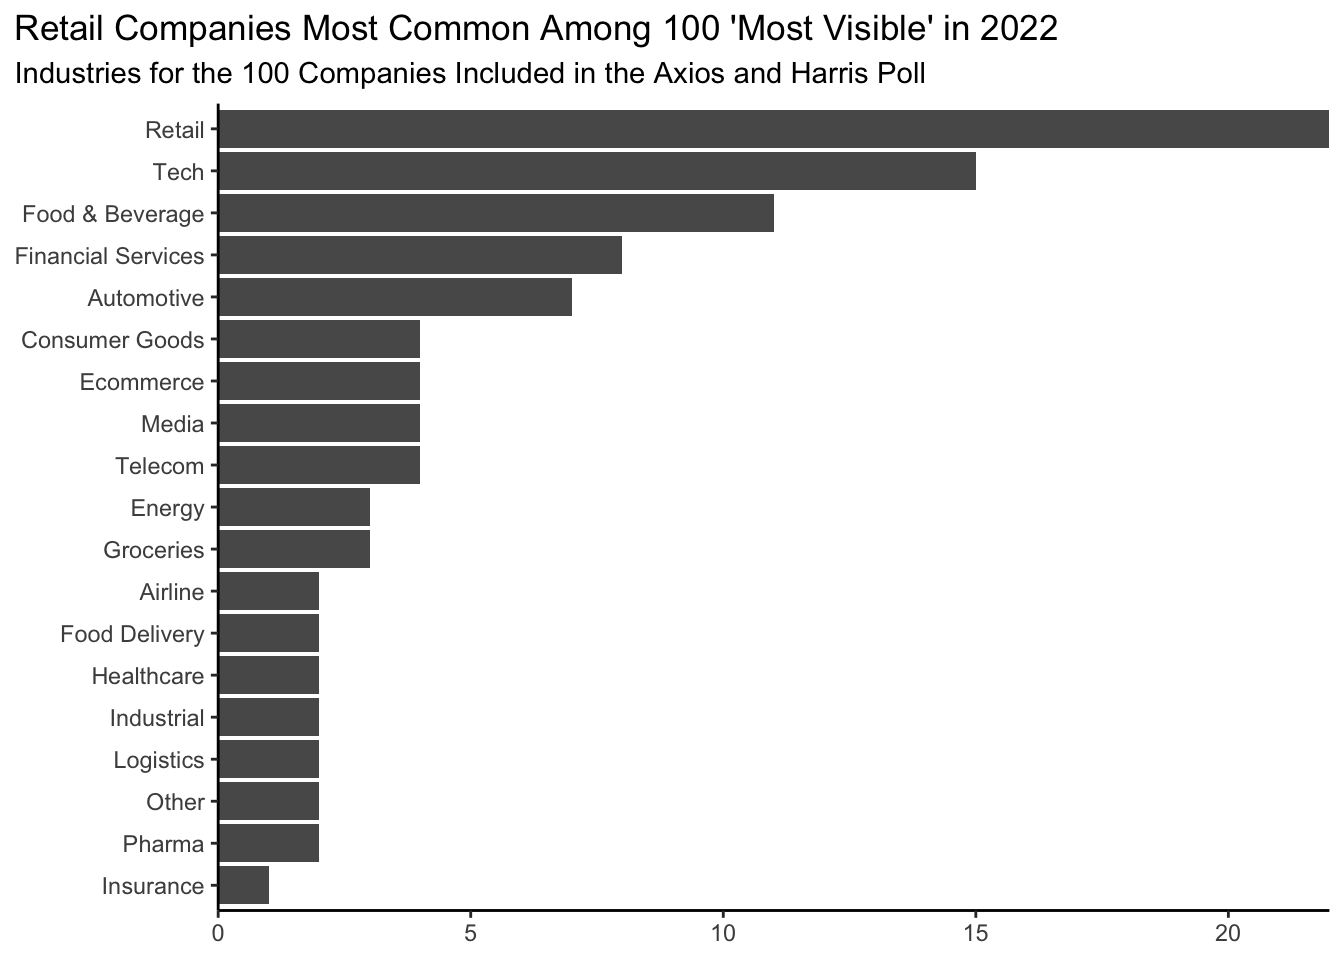 Retail Companies Most Common Among 100 'Most Visible' in 2022
Industries for the 100 Companies Included in the Axios and Harris Poll
Retail
Tech
Food & Beverage
Financial Services
Automotive
Consumer Goods
Ecommerce
Media
Telecom
Energy
Groceries
Airline
Food Delivery
Healthcare
Industrial
Logistics
Other
Pharma
Insurance
0 5 10 15 20